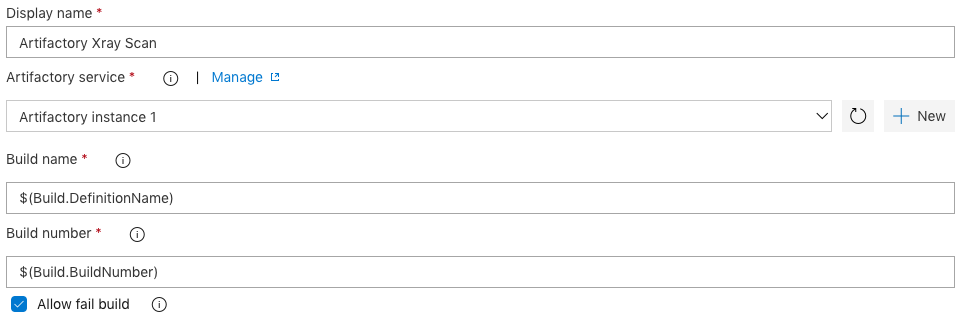 Display name *
Artifactory Xray Scan
Artifactory service * | Manage
Artifactory instance 1
New
Build name *
$(Build.DefinitionName)
Build number *
$(Build.BuildNumber)
Allow fail build